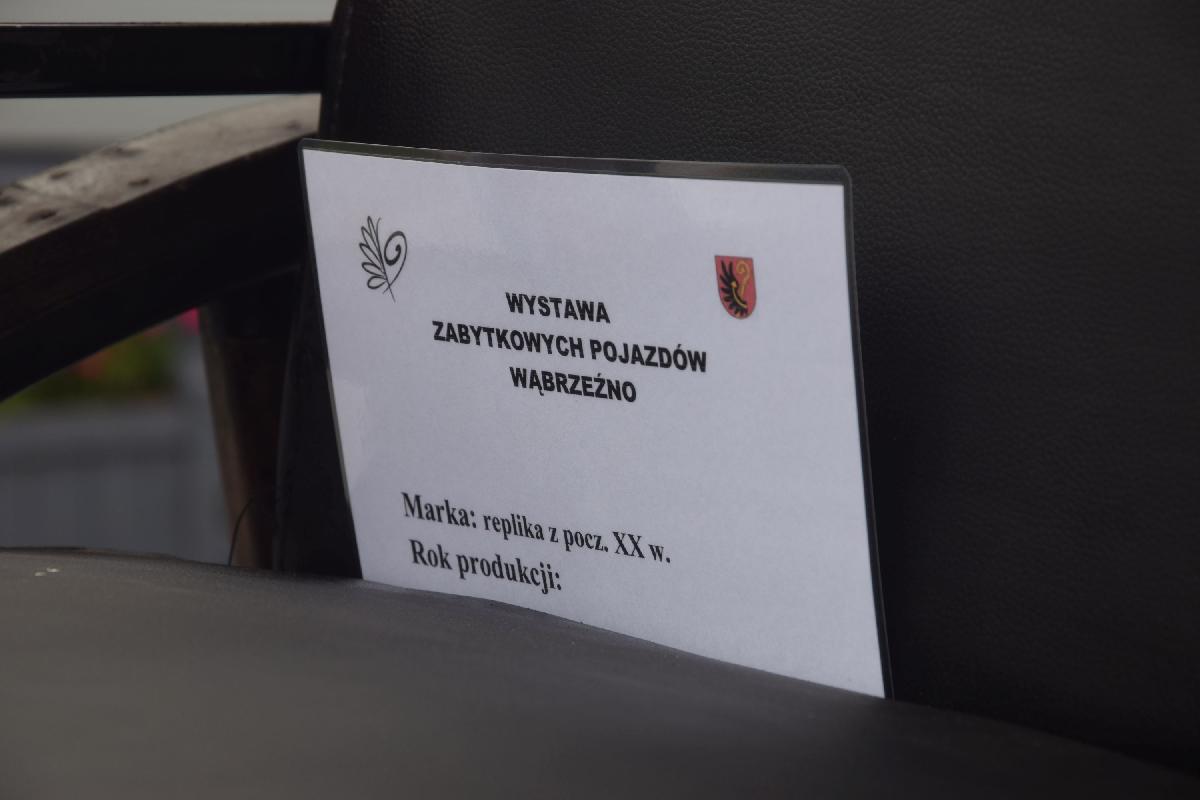 WYSTAWA
ZABYTKOWYCH POJAZDÓW
WĄBRZEŹNO
Marka: replika z pocz. XX w.
Rok produkcji: